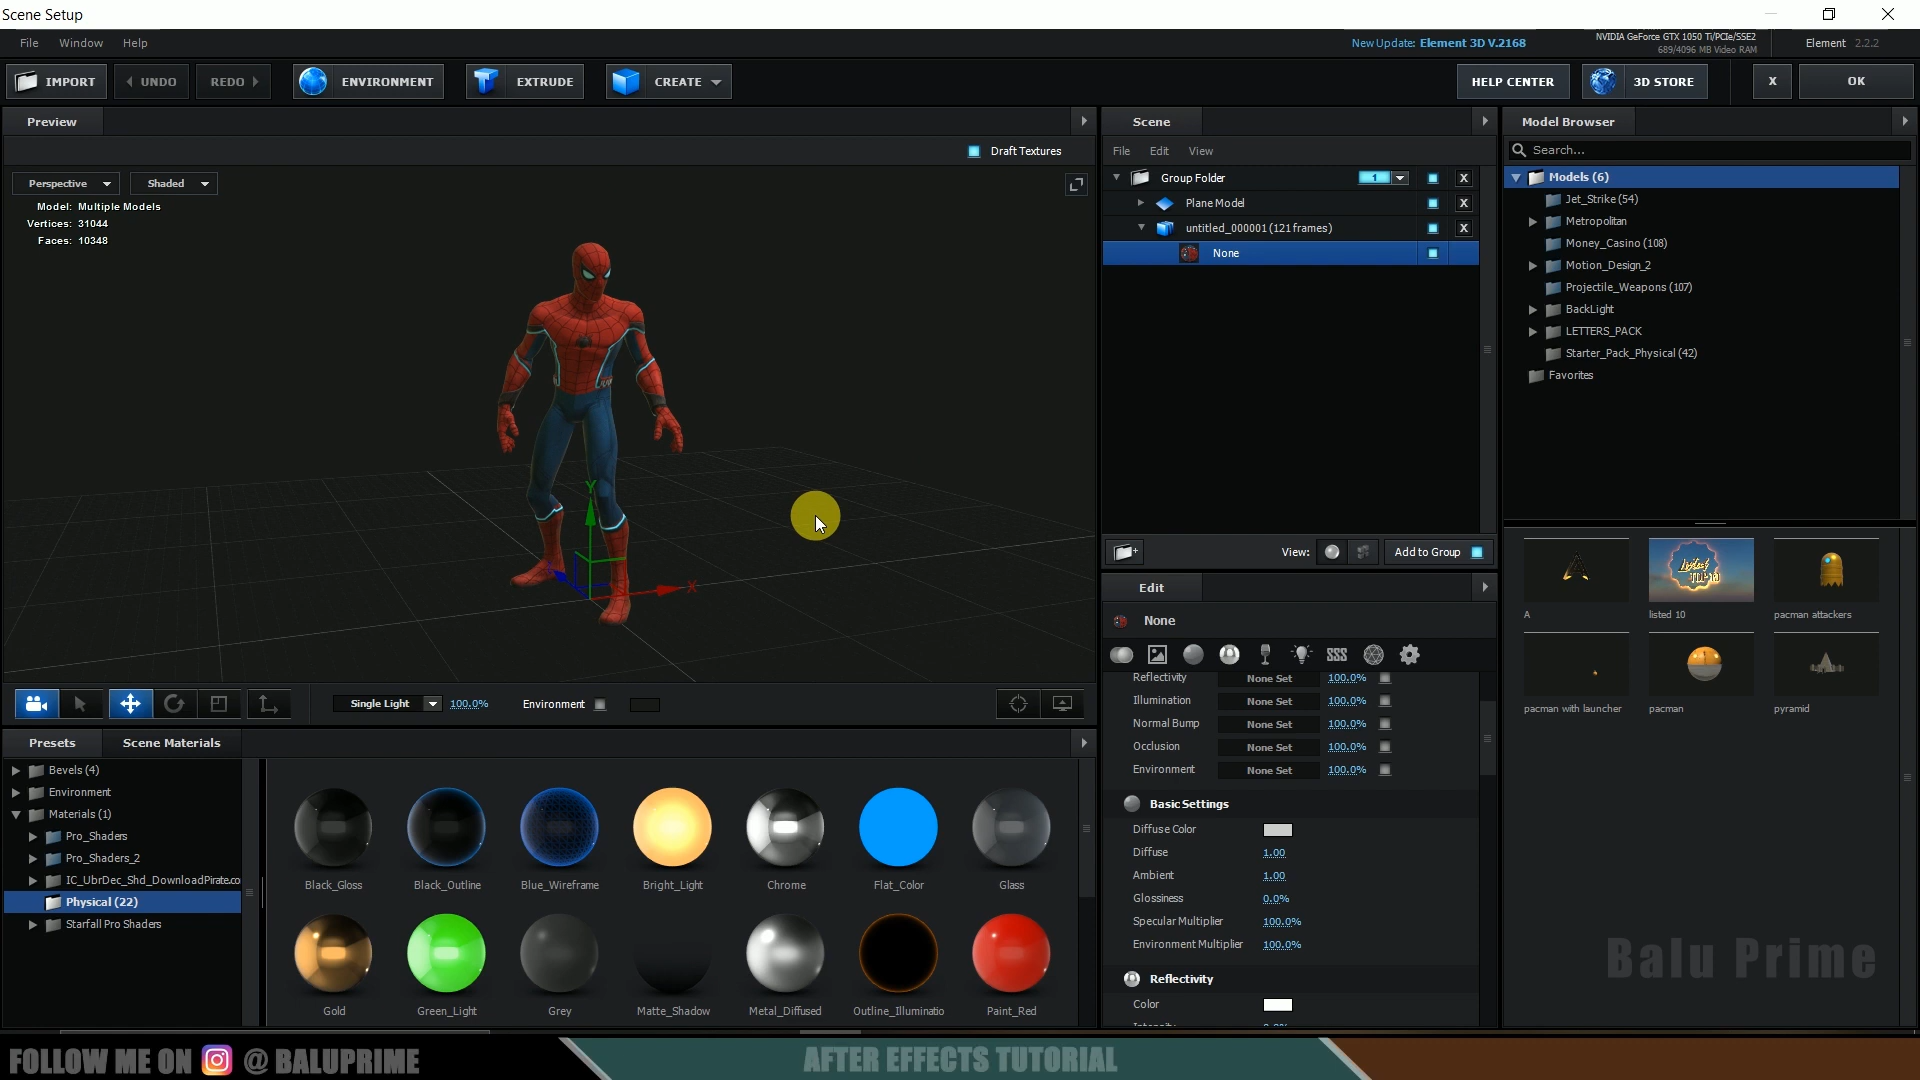 Scene Setup
File Window Help
New Update: Element 3D V.2168
NVIDIA GeForce GTX 1050 Ti/PCIe/SSE2
689/4096 MB Video RAM
Element 2.2.2
IMPORT
UNDO
REDO
ENVIRONMENT
EXTRUDE
CREATE
HELP CENTER
3D STORE
X
OK
Preview
Draft Textures
Perspective
Shaded
Model: Multiple Models
Vertices: 31044
Faces: 10348
Y
X
Single Light
100.0%
Environment
Presets
Scene Materials
Bevels (4)
Environment
Materials (1)
Pro_Shaders
Pro_Shaders_2
IC_UbrDec_Shd_DownloadPirate.co
Physical (22)
Starfall Pro Shaders
Black_Gloss
Black_Outline
Blue_Wireframe
Bright_Light
Chrome
Flat_Color
Glass
Gold
Green_Light
Grey
Matte_Shadow
Metal_Diffused
Outline_Illuminatio
Paint_Red
Scene
File Edit View
Group Folder
1
X
Plane Model
X
untitled_000001 (121 frames)
X
None
View:
Add to Group
Edit
None
Reflectivity None Set 100.0%
Illumination None Set 100.0%
Normal Bump None Set 100.0%
Occlusion None Set 100.0%
Environment None Set 100.0%
Basic Settings
Diffuse Color
Diffuse 1.00
Ambient 1.00
Glossiness 0.0%
Specular Multiplier 100.0%
Environment Multiplier 100.0%
Reflectivity
Color
Model Browser
Search...
Models (6)
Jet_Strike (54)
Metropolitan
Money_Casino (108)
Motion_Design_2
Projectile_Weapons (107)
BackLight
LETTERS_PACK
Starter_Pack_Physical (42)
Favorites
A
listed 10
pacman attackers
pacman with launcher
pacman
pyramid
Balu Prime
FOLLOW ME ON @ BALUPRIME
AFTER EFFECTS TUTORIAL